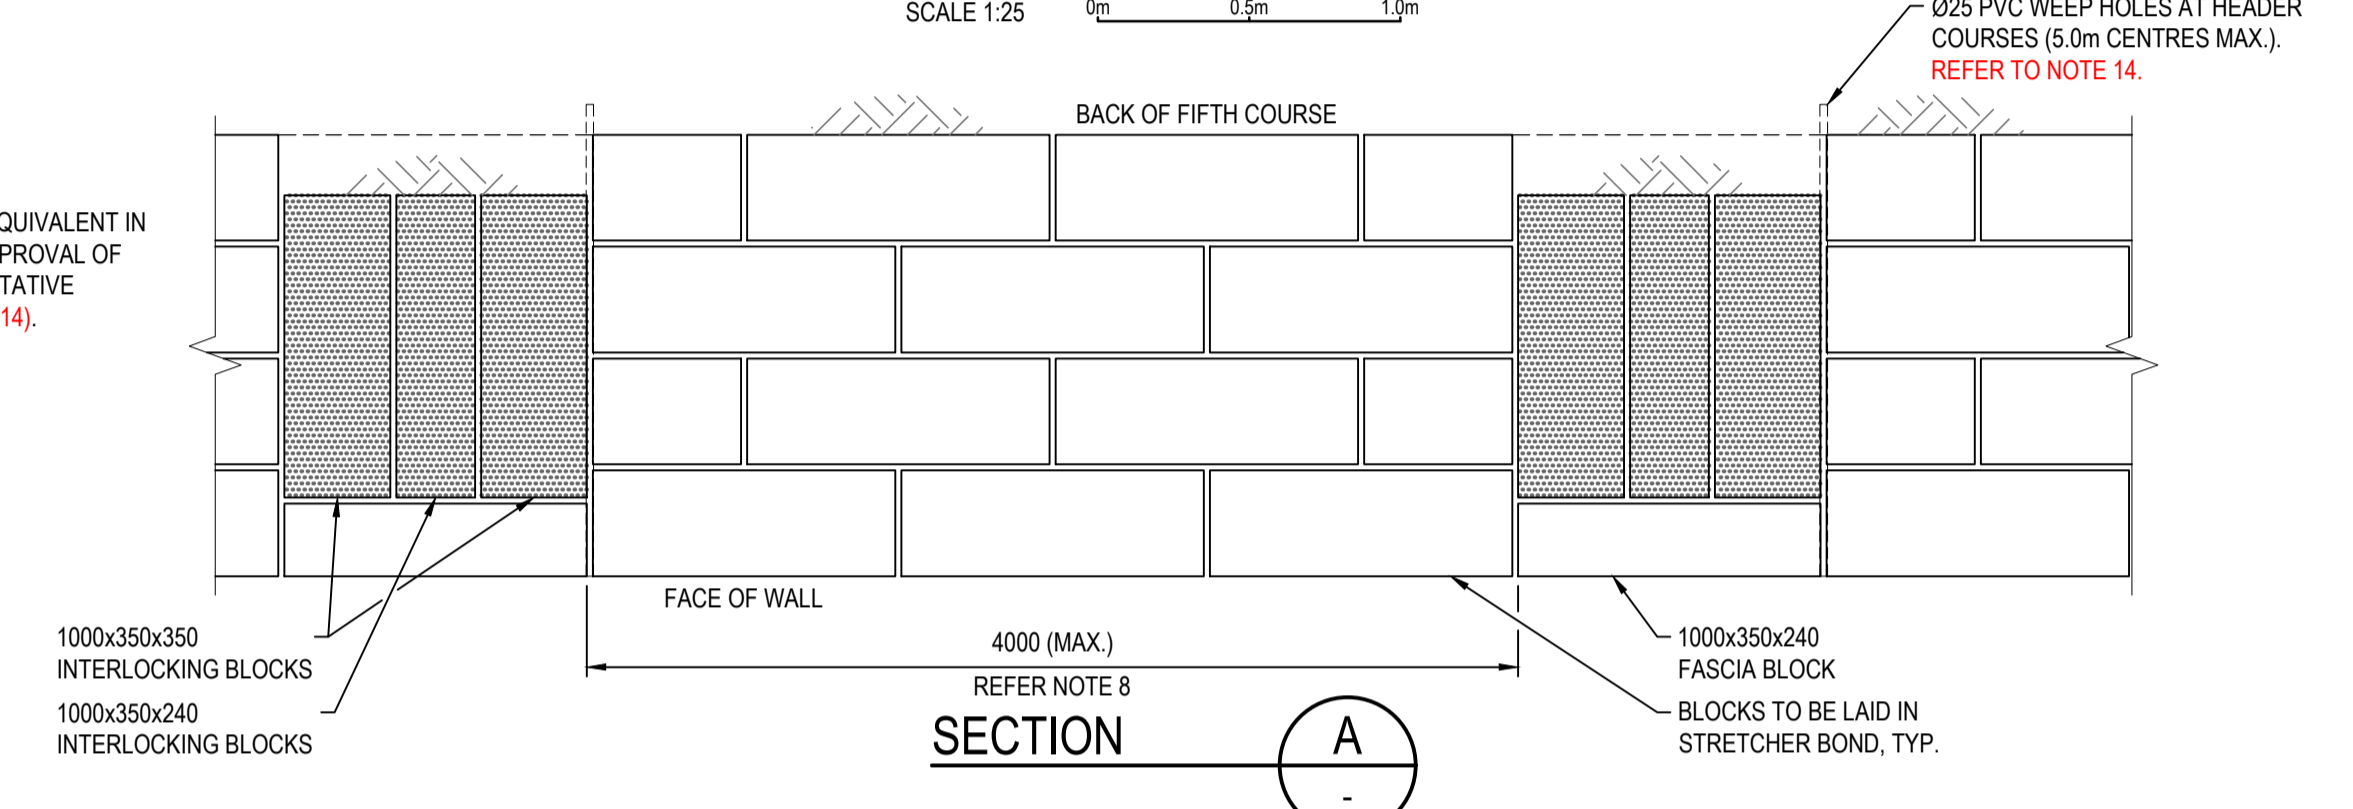 SCALE 1:25
0m 0.5m 1.0m
Ø25 PVC WEEP HOLES AT HEADER
COURSES (5.0m CENTRES MAX.).
REFER TO NOTE 14.
BACK OF FIFTH COURSE
QUIVALENT IN
PROVAL OF
TATIVE
14).
FACE OF WALL
1000x350x350
INTERLOCKING BLOCKS
1000x350x240
INTERLOCKING BLOCKS
4000 (MAX.)
REFER NOTE 8
1000x350x240
FASCIA BLOCK
BLOCKS TO BE LAID IN
STRETCHER BOND, TYP.
SECTION
A
-